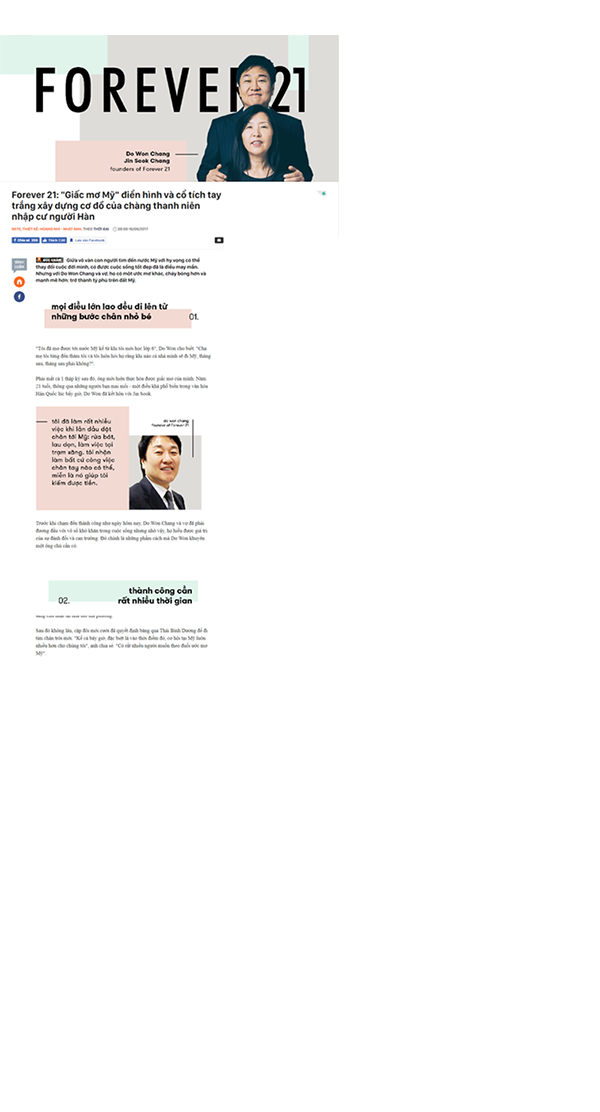 FOREVER 21
Do Won Chang
Jin Sook Chang
founders of Forever 21
Forever 21: "Giấc mơ Mỹ" điển hình và cổ tích tay
trắng xây dựng cơ đồ của chàng thanh niên
nhập cư người Hàn
THEO THỜI ĐẠI
Lưu vào Facebook
Giữa vô vàn con người tìm đến nước Mỹ với hy vọng có thể
thay đổi cuộc đời mình, có được cuộc sống tốt đẹp đã là điều may mắn.
Nhưng với Do Won Chang và vợ, họ có một ước mơ khác, cháy bỏng hơn và
mạnh mẽ hơn: trở thành tỷ phú trên đất Mỹ.
mọi điều lớn lao đều đi lên từ
những bước chân nhỏ bé
01.
"Tôi đã mơ được tới nước Mỹ kể từ khi tôi mới học lớp 6", Do Won cho biết. "Cha
mẹ tôi từng đến thăm tôi và tôi luôn hỏi họ rằng khi nào cả nhà mình sẽ đi Mỹ, tháng
sau, tháng sau phải không?".
Phải mất cả 1 thập kỷ sau đó, ông mới hiện thực hóa được giấc mơ của mình. Năm
21 tuổi, thông qua những người bạn mai mối - một điều khá phổ biến trong văn hóa
Hàn Quốc lúc bấy giờ, Do Won đã kết hôn với Jin Sook.
tôi đã làm rất nhiều
việc khi lần đầu đặt
chân tới Mỹ: rửa bát,
lau dọn, làm việc tại
trạm xăng. tôi nhận
làm bất cứ công việc
chân tay nào có thể,
miễn là nó giúp tôi
kiếm được tiền.
do won chang
founder of Forever 21
Trước khi chạm đến thành công như ngày hôm nay, Do Won Chang và vợ đã phải
đương đầu với vô số khó khăn trong cuộc sống nhưng nhờ vậy, họ hiểu được giá trị
của sự đánh đổi và can trường. Đó chính là những phẩm cách mà Do Won khuyên
một ông chủ cần có.
thành công cần
rất nhiều thời gian
02.
Sau đó không lâu, cặp đôi mới cưới đã quyết định băng qua Thái Bình Dương để đi
tìm chân trời mới. "Kể cả bây giờ, đặc biệt là vào thời điểm đó, cơ hội tại Mỹ luôn
nhiều hơn cho chúng tôi", anh chia sẻ. "Có rất nhiều người muốn theo đuổi ước mơ
Mỹ".